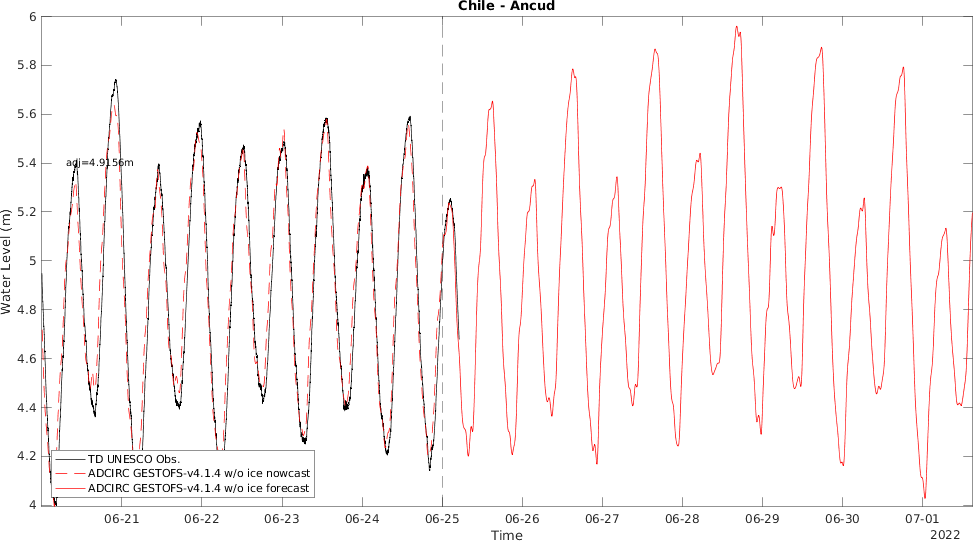 Chile - Ancud
6
5.8
5.6
5.4
5.2
5
4.8
4.6
4.4
4.2
4
Water Level (m)
adj=4.9156m
TD UNESCO Obs.
ADCIRC GESTOFS-v4.1.4 w/o ice nowcast
ADCIRC GESTOFS-v4.1.4 w/o ice forecast
06-21 06-22 06-23 06-24 06-25 06-26 06-27 06-28 06-29 06-30 07-01
Time
2022